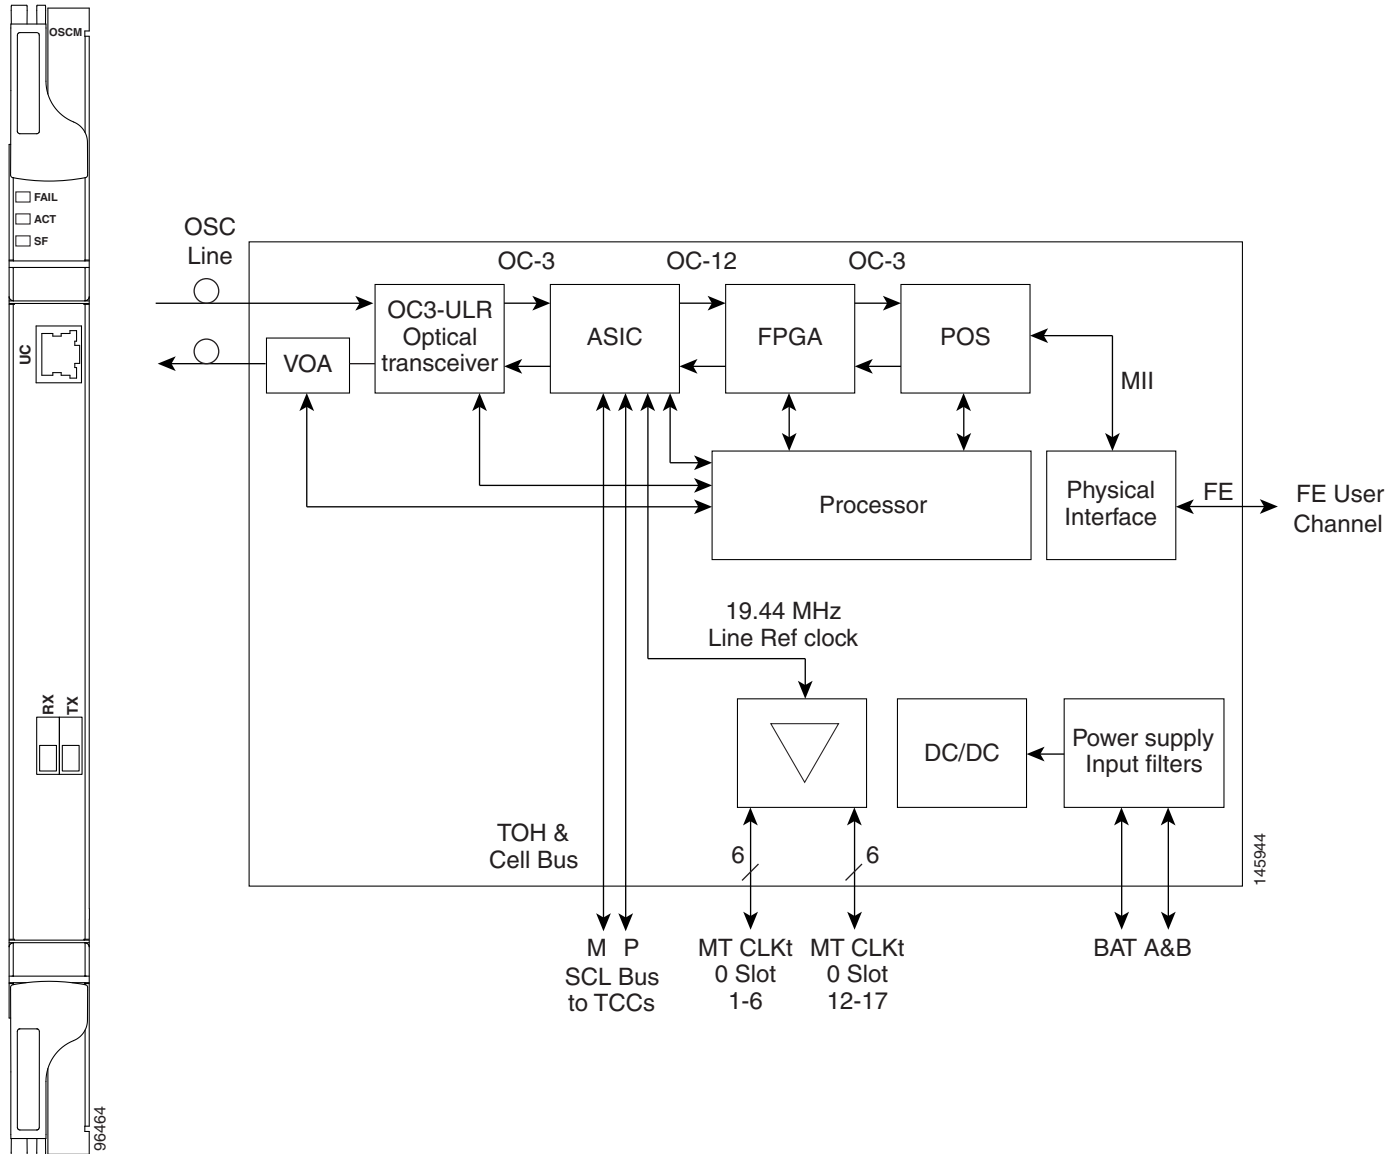 OSCM
FAIL
ACT
SF
UC
RX
TX
96464
OSC
Line
OC-3
OC-12
OC-3
VOA
OC3-ULR
Optical
transceiver
ASIC
FPGA
POS
MII
Processor
Physical
Interface
FE
FE User
Channel
19.44 MHz
Line Ref clock
DC/DC
Power supply
Input filters
TOH &
Cell Bus
6
6
145944
M P
SCL Bus
to TCCs
MT CLKt
0 Slot
1-6
MT CLKt
0 Slot
12-17
BAT A&B